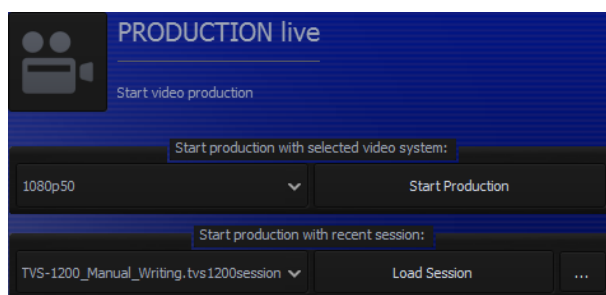 PRODUCTION live
Start video production
Start production with selected video system:
1080p50
Start Production
Start production with recent session:
TVS-1200_Manual_Writing.tvs1200session
Load Session
...